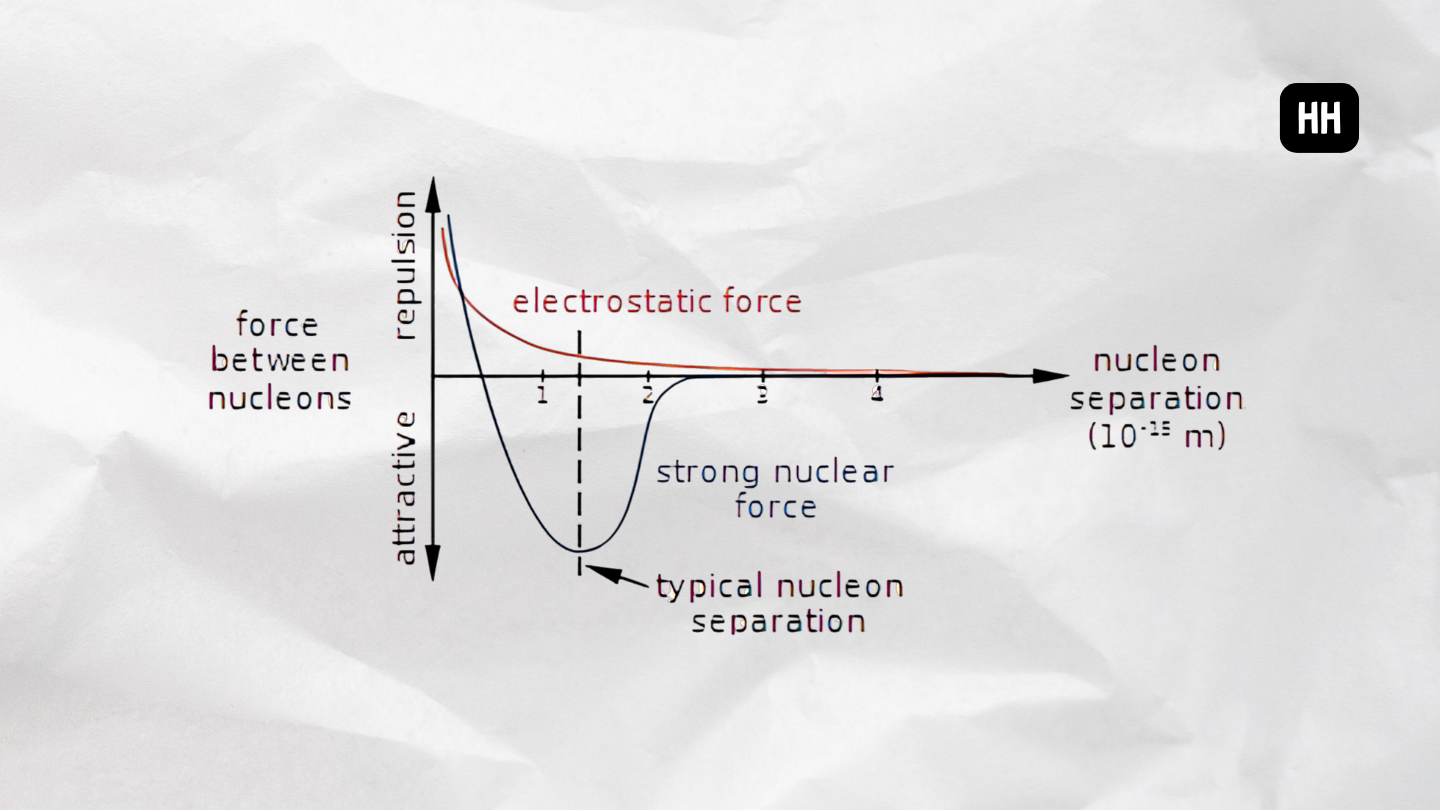 HH
repulsion
electrostatic force
force
between
nucleons
1 2 3 4
nucleon
separation
(10⁻¹⁵ m)
attractive
strong nuclear
force
typical nucleon
separation